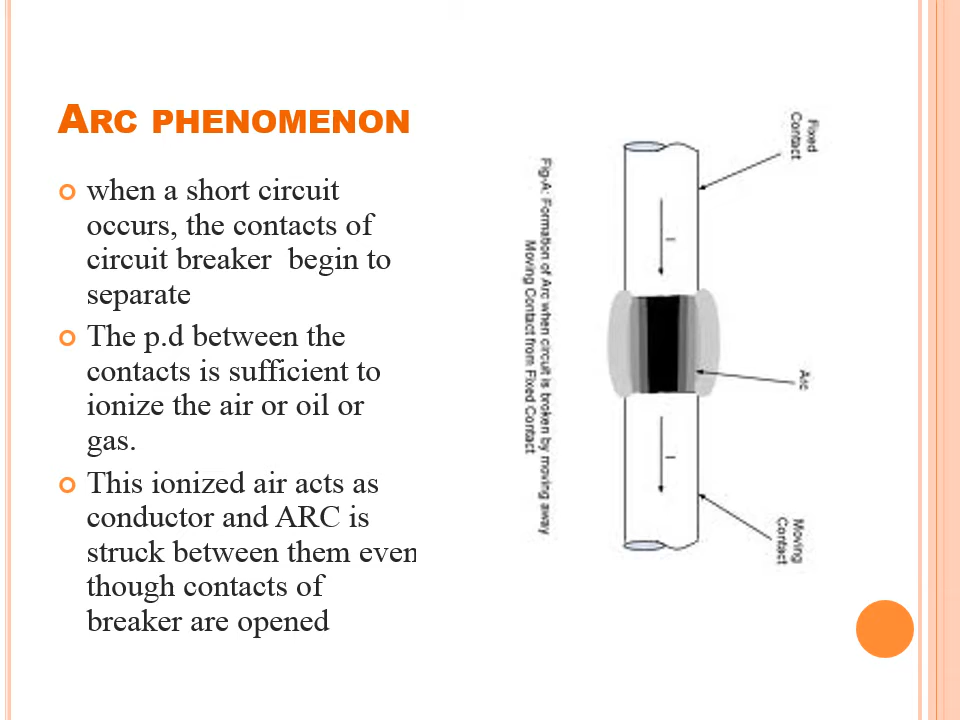 ARC PHENOMENON
when a short circuit
occurs, the contacts of
circuit breaker begin to
separate
The p.d between the
contacts is sufficient to
ionize the air or oil or
gas.
This ionized air acts as
conductor and ARC is
struck between them even
though contacts of
breaker are opened
Fixed
Contact
I
Arc
I
Moving
Contact
Fig-A: Formation of Arc when circuit is broken by moving away
Moving Contact from Fixed Contact